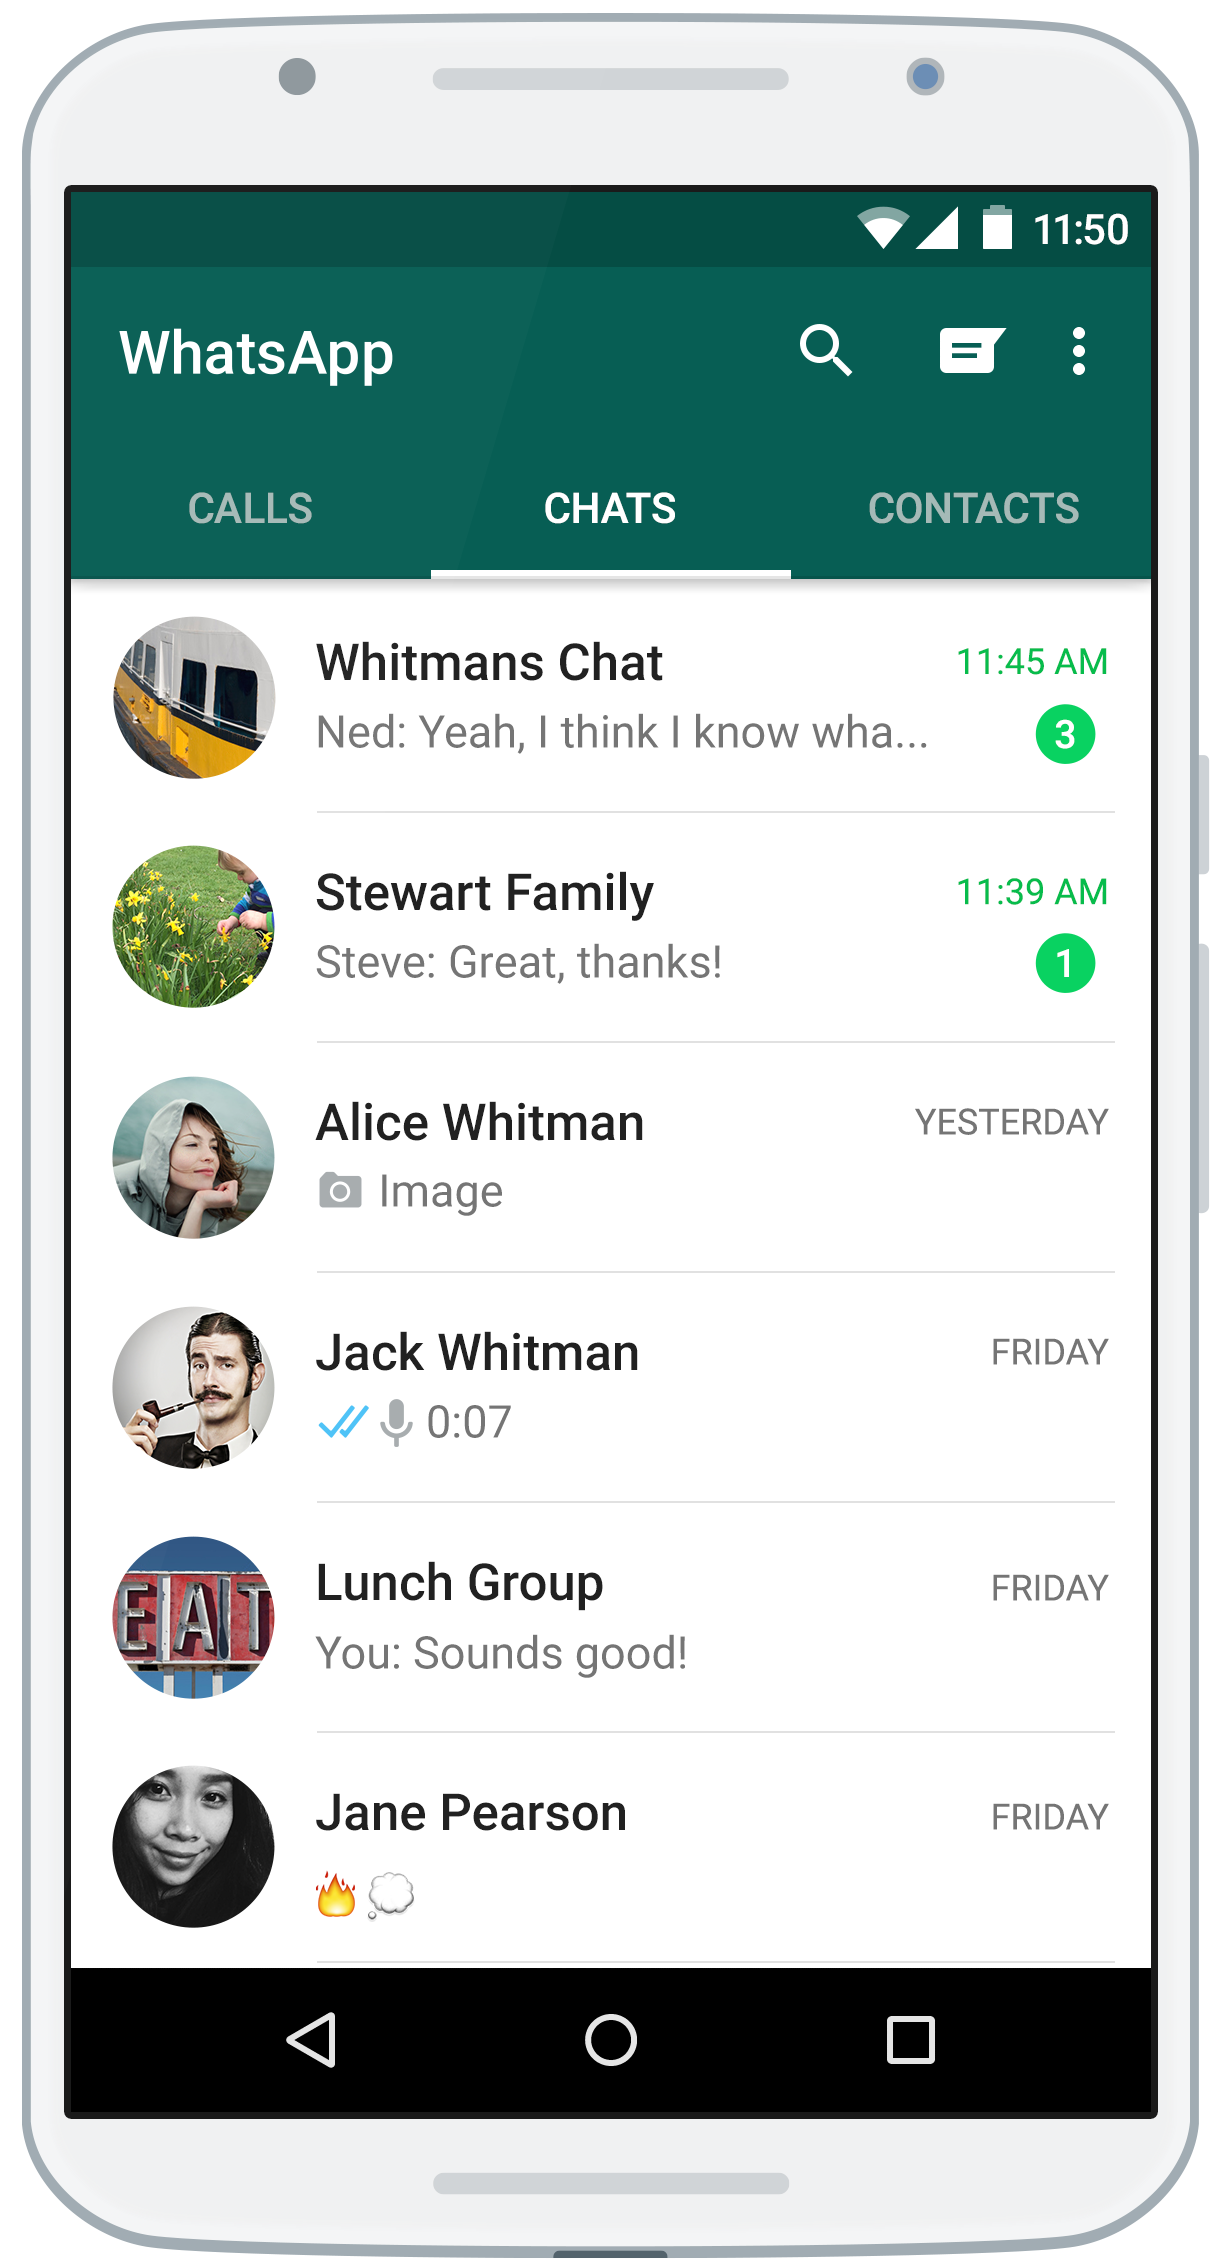 11:50
WhatsApp
CALLS CHATS CONTACTS
Whitmans Chat 11:45 AM
Ned: Yeah, I think I know wha... 3
Stewart Family 11:39 AM
Steve: Great, thanks! 1
Alice Whitman YESTERDAY
Image
Jack Whitman FRIDAY
0:07
EAT
Lunch Group FRIDAY
You: Sounds good!
Jane Pearson FRIDAY
🔥💭